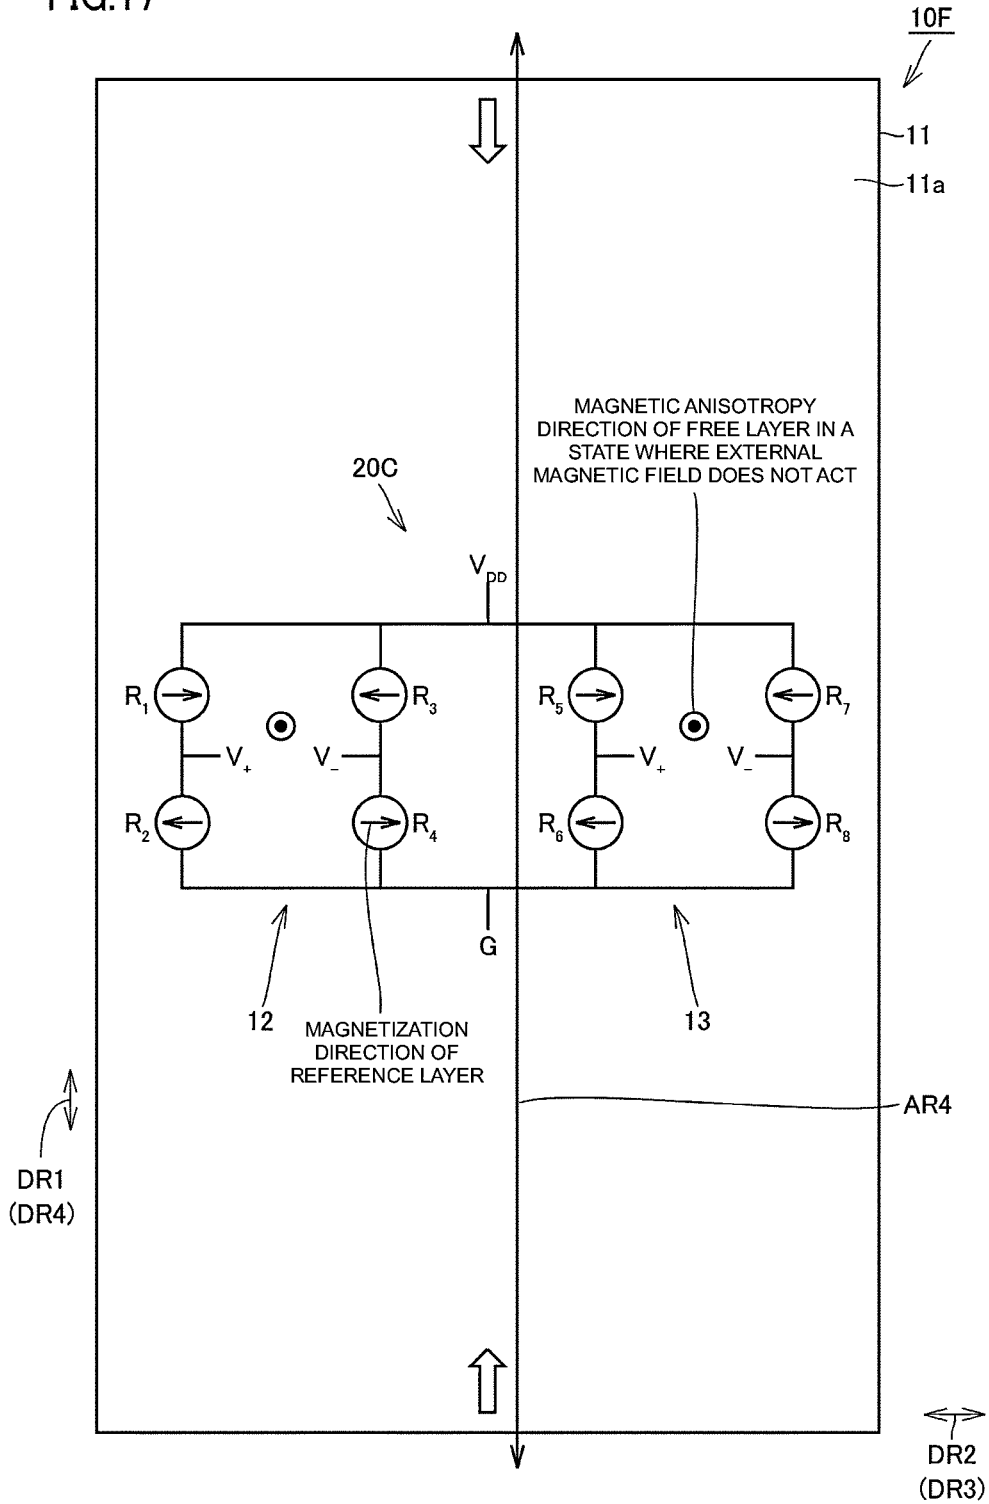 FIG.17
10F
11
11a
MAGNETIC ANISOTROPY
DIRECTION OF FREE LAYER IN A
STATE WHERE EXTERNAL
MAGNETIC FIELD DOES NOT ACT
20C
VDD
R1
R3
R5
R7
V+
V−
V+
V−
R2
R4
R6
R8
G
12
13
MAGNETIZATION
DIRECTION OF
REFERENCE LAYER
AR4
DR1
(DR4)
DR2
(DR3)